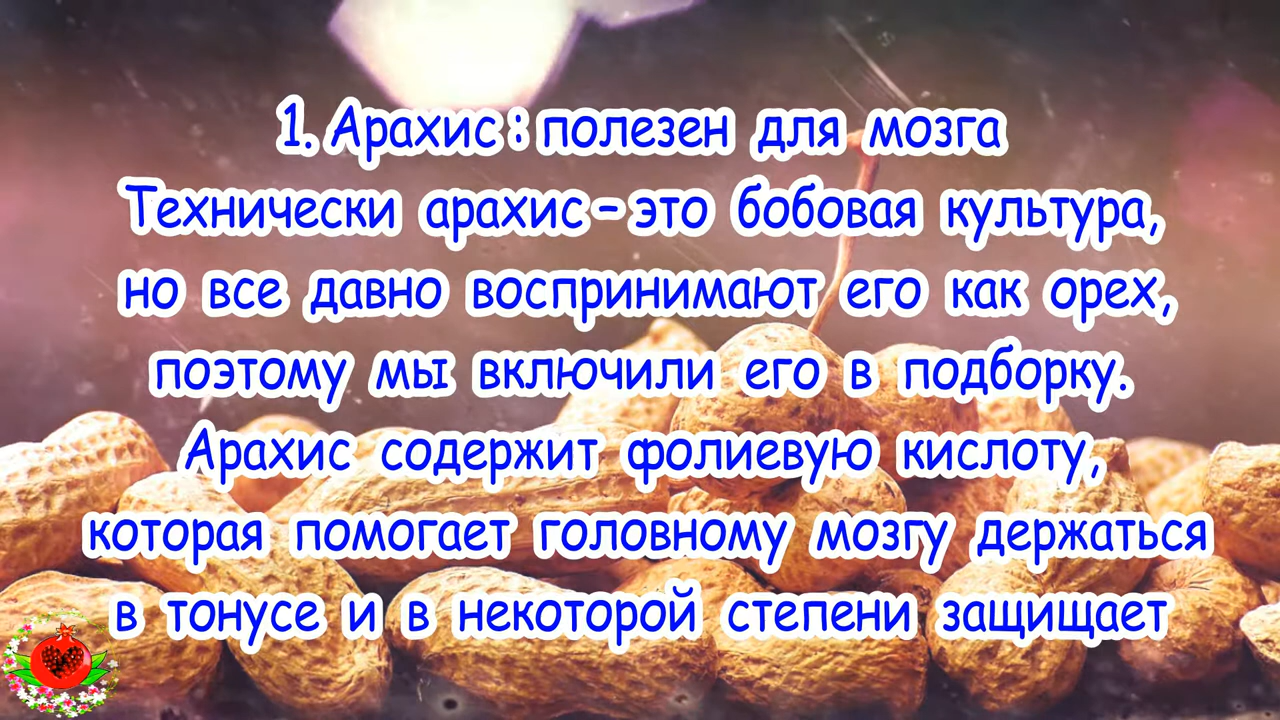 1. Арахис : полезен для мозга
Технически арахис – это бобовая культура,
но все давно воспринимают его как орех,
поэтому мы включили его в подборку.
Арахис содержит фолиевую кислоту,
которая помогает головному мозгу держаться
в тонусе и в некоторой степени защищает